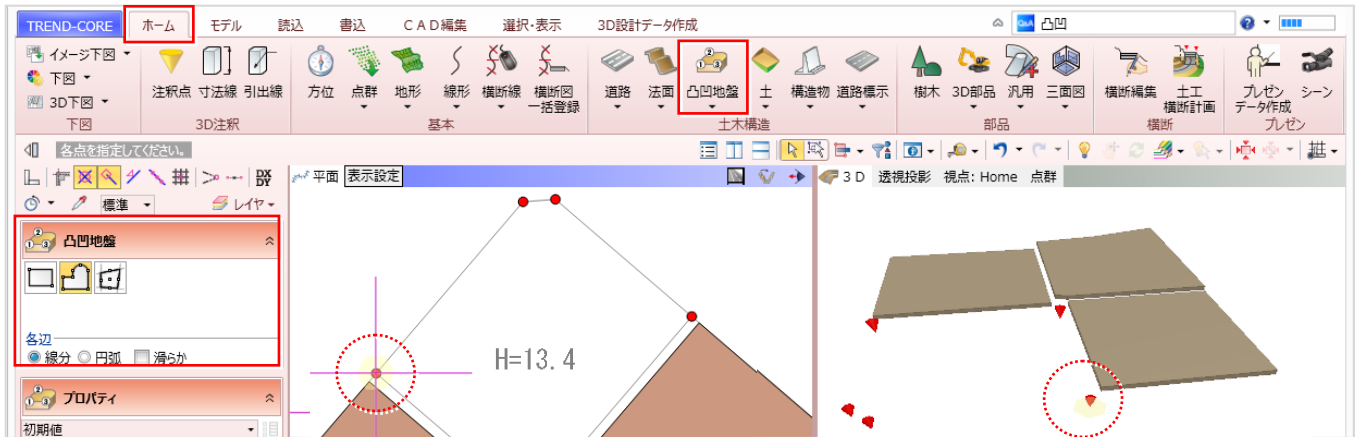 TREND-CORE ホーム モデル 読込 書込 CAD編集 選択・表示 3D設計データ作成 Q&A 凸凹
イメージ下図
下図
3D下図
注釈点 寸法線 引出線
方位 点群 地形 線形 横断線 横断図
一括登録
道路 法面 凸凹地盤 土 構造物 道路標示
樹木 3D部品 汎用 三面図
横断編集 土工
横断計画
プレゼン
データ作成
シーン
下図 3D注釈 基本 土木構造 部品 横断 プレゼン
各点を指定してください。
標準 レイヤ
平面 表示設定
3 D 透視投影 視点: Home 点群
凸凹地盤
各辺
線分 円弧 滑らか
H=13.4
プロパティ
初期値